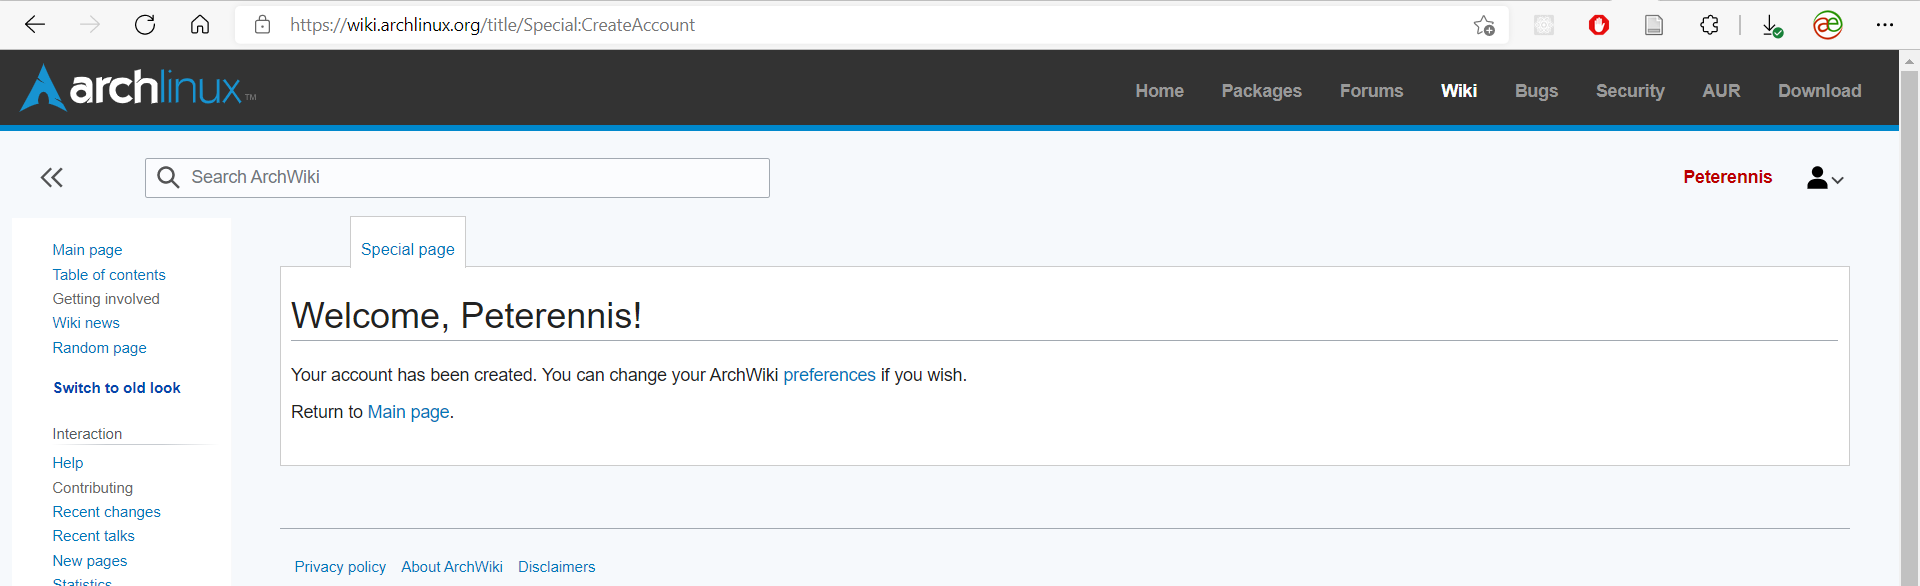 https://wiki.archlinux.org/title/Special:CreateAccount
archlinux™
Home Packages Forums Wiki Bugs Security AUR Download
Search ArchWiki
Peterennis
Main page
Table of contents
Getting involved
Wiki news
Random page
Switch to old look
Interaction
Help
Contributing
Recent changes
Recent talks
New pages
Statistics
Special page
Welcome, Peterennis!
Your account has been created. You can change your ArchWiki preferences if you wish.
Return to Main page.
Privacy policy About ArchWiki Disclaimers